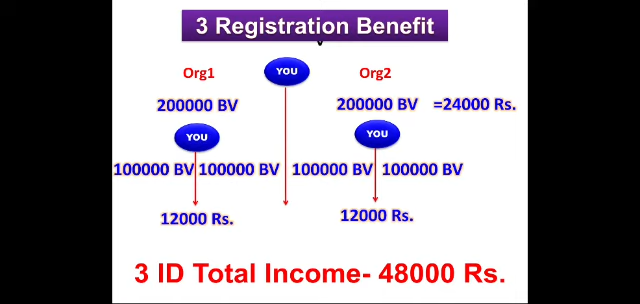 3 Registration Benefit
Org1 YOU Org2
200000 BV 200000 BV =24000 Rs.
YOU YOU
100000 BV 100000 BV 100000 BV 100000 BV
12000 Rs. 12000 Rs.
3 ID Total Income- 48000 Rs.